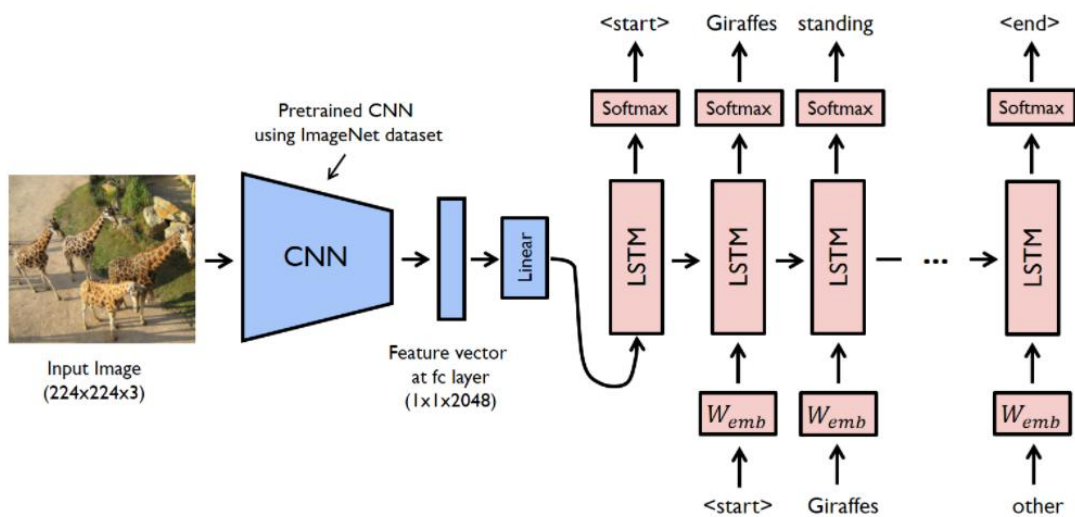 <start> Giraffes standing <end>
Softmax Softmax Softmax Softmax
Pretrained CNN
using ImageNet dataset
CNN
Linear
LSTM LSTM LSTM ... LSTM
Input Image
(224x224x3)
Feature vector
at fc layer
(1x1x2048)
W_emb W_emb W_emb
<start> Giraffes other